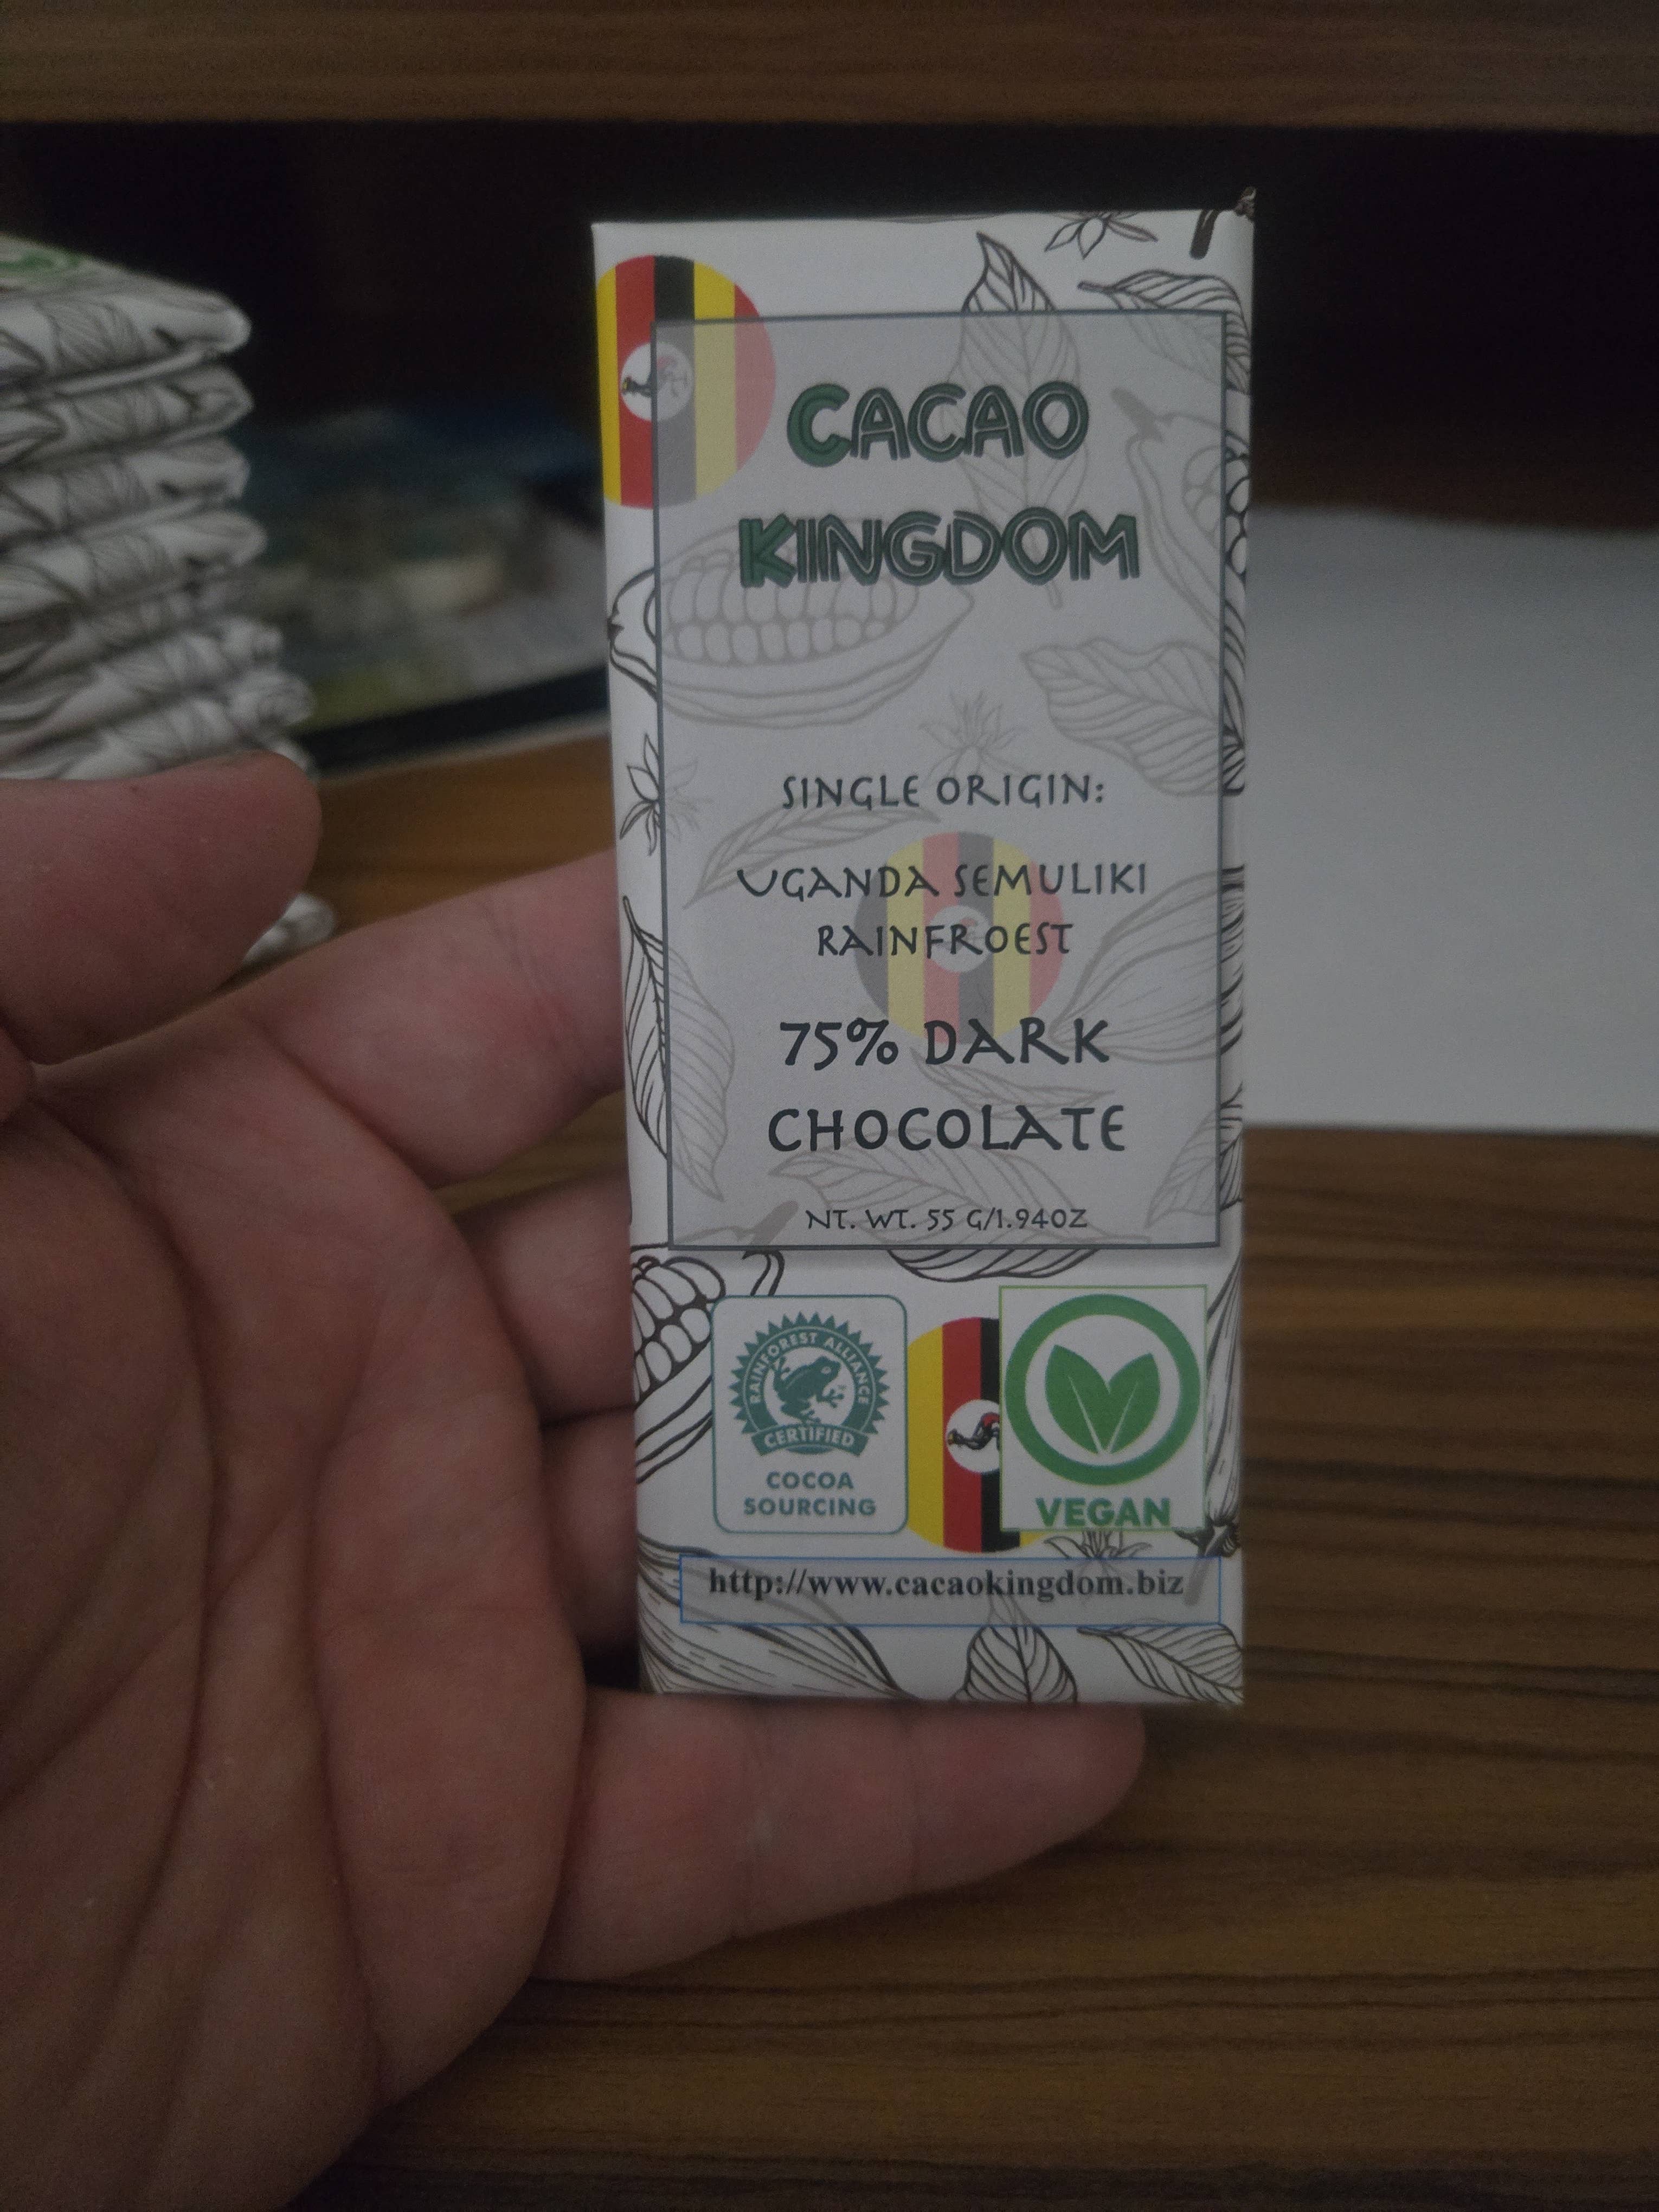 CACAO
KINGDOM
SINGLE ORIGIN:
UGANDA SEMULIKI
RAINFROEST
75% DARK
CHOCOLATE
NT. WT. 55 G/1.94OZ
RAINFOREST ALLIANCE
CERTIFIED
COCOA
SOURCING
VEGAN
http://www.cacaokingdom.biz